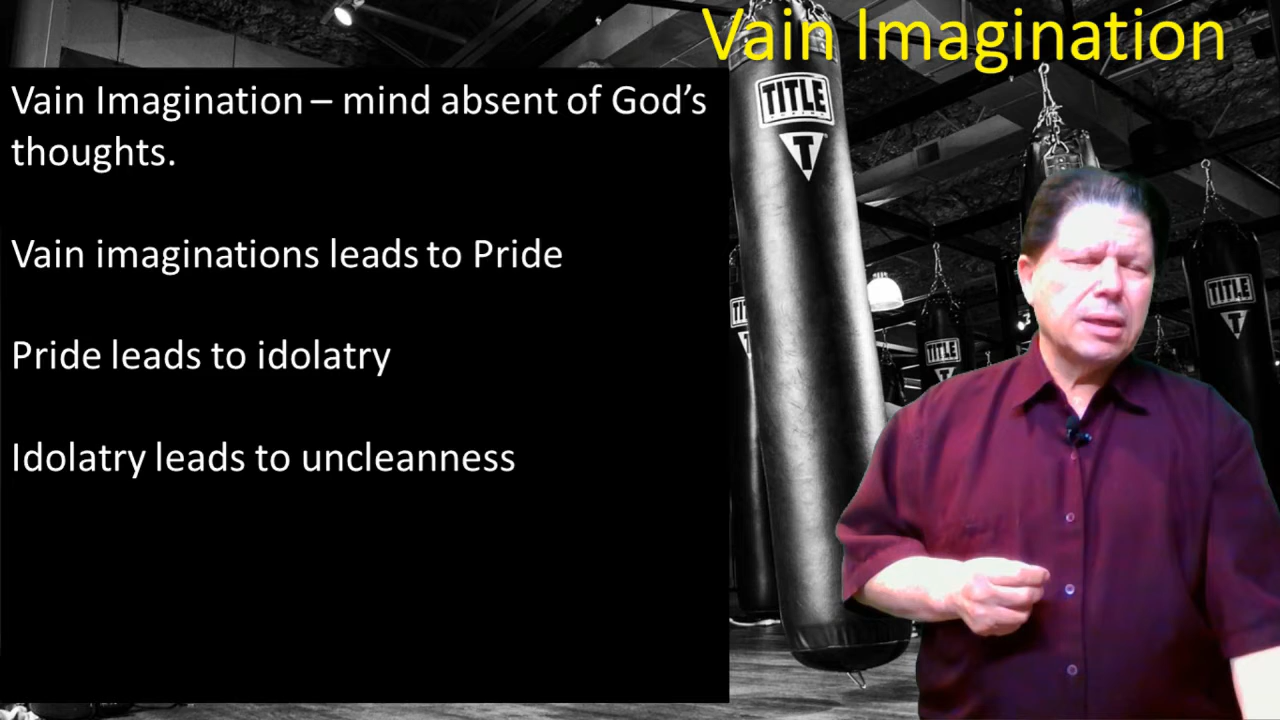 Vain Imagination
Vain Imagination – mind absent of God's
thoughts.
Vain imaginations leads to Pride
Pride leads to idolatry
Idolatry leads to uncleanness
TITLE
T
TITLE
TITLE
T